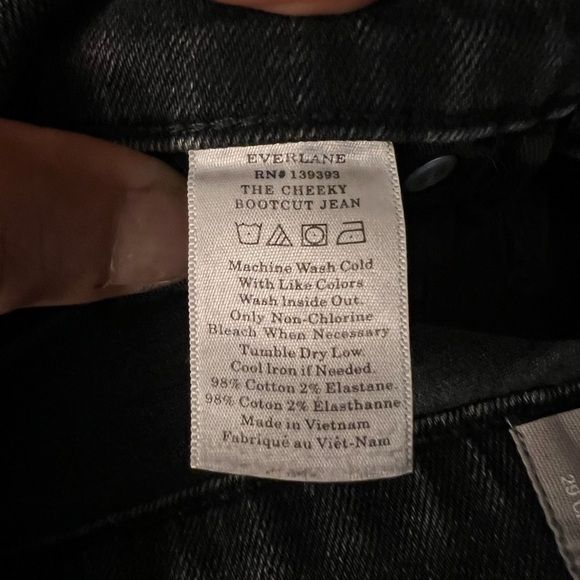 EVERLANE
RN# 139393
THE CHEEKY
BOOTCUT JEAN
Machine Wash Cold
With Like Colors
Wash Inside Out.
Only Non-Chlorine
Bleach When Necessary
Tumble Dry Low.
Cool Iron if Needed.
98% Cotton 2% Elastane.
98% Coton 2% Élasthanne
Made in Vietnam
Fabriqué au Viêt-Nam
29